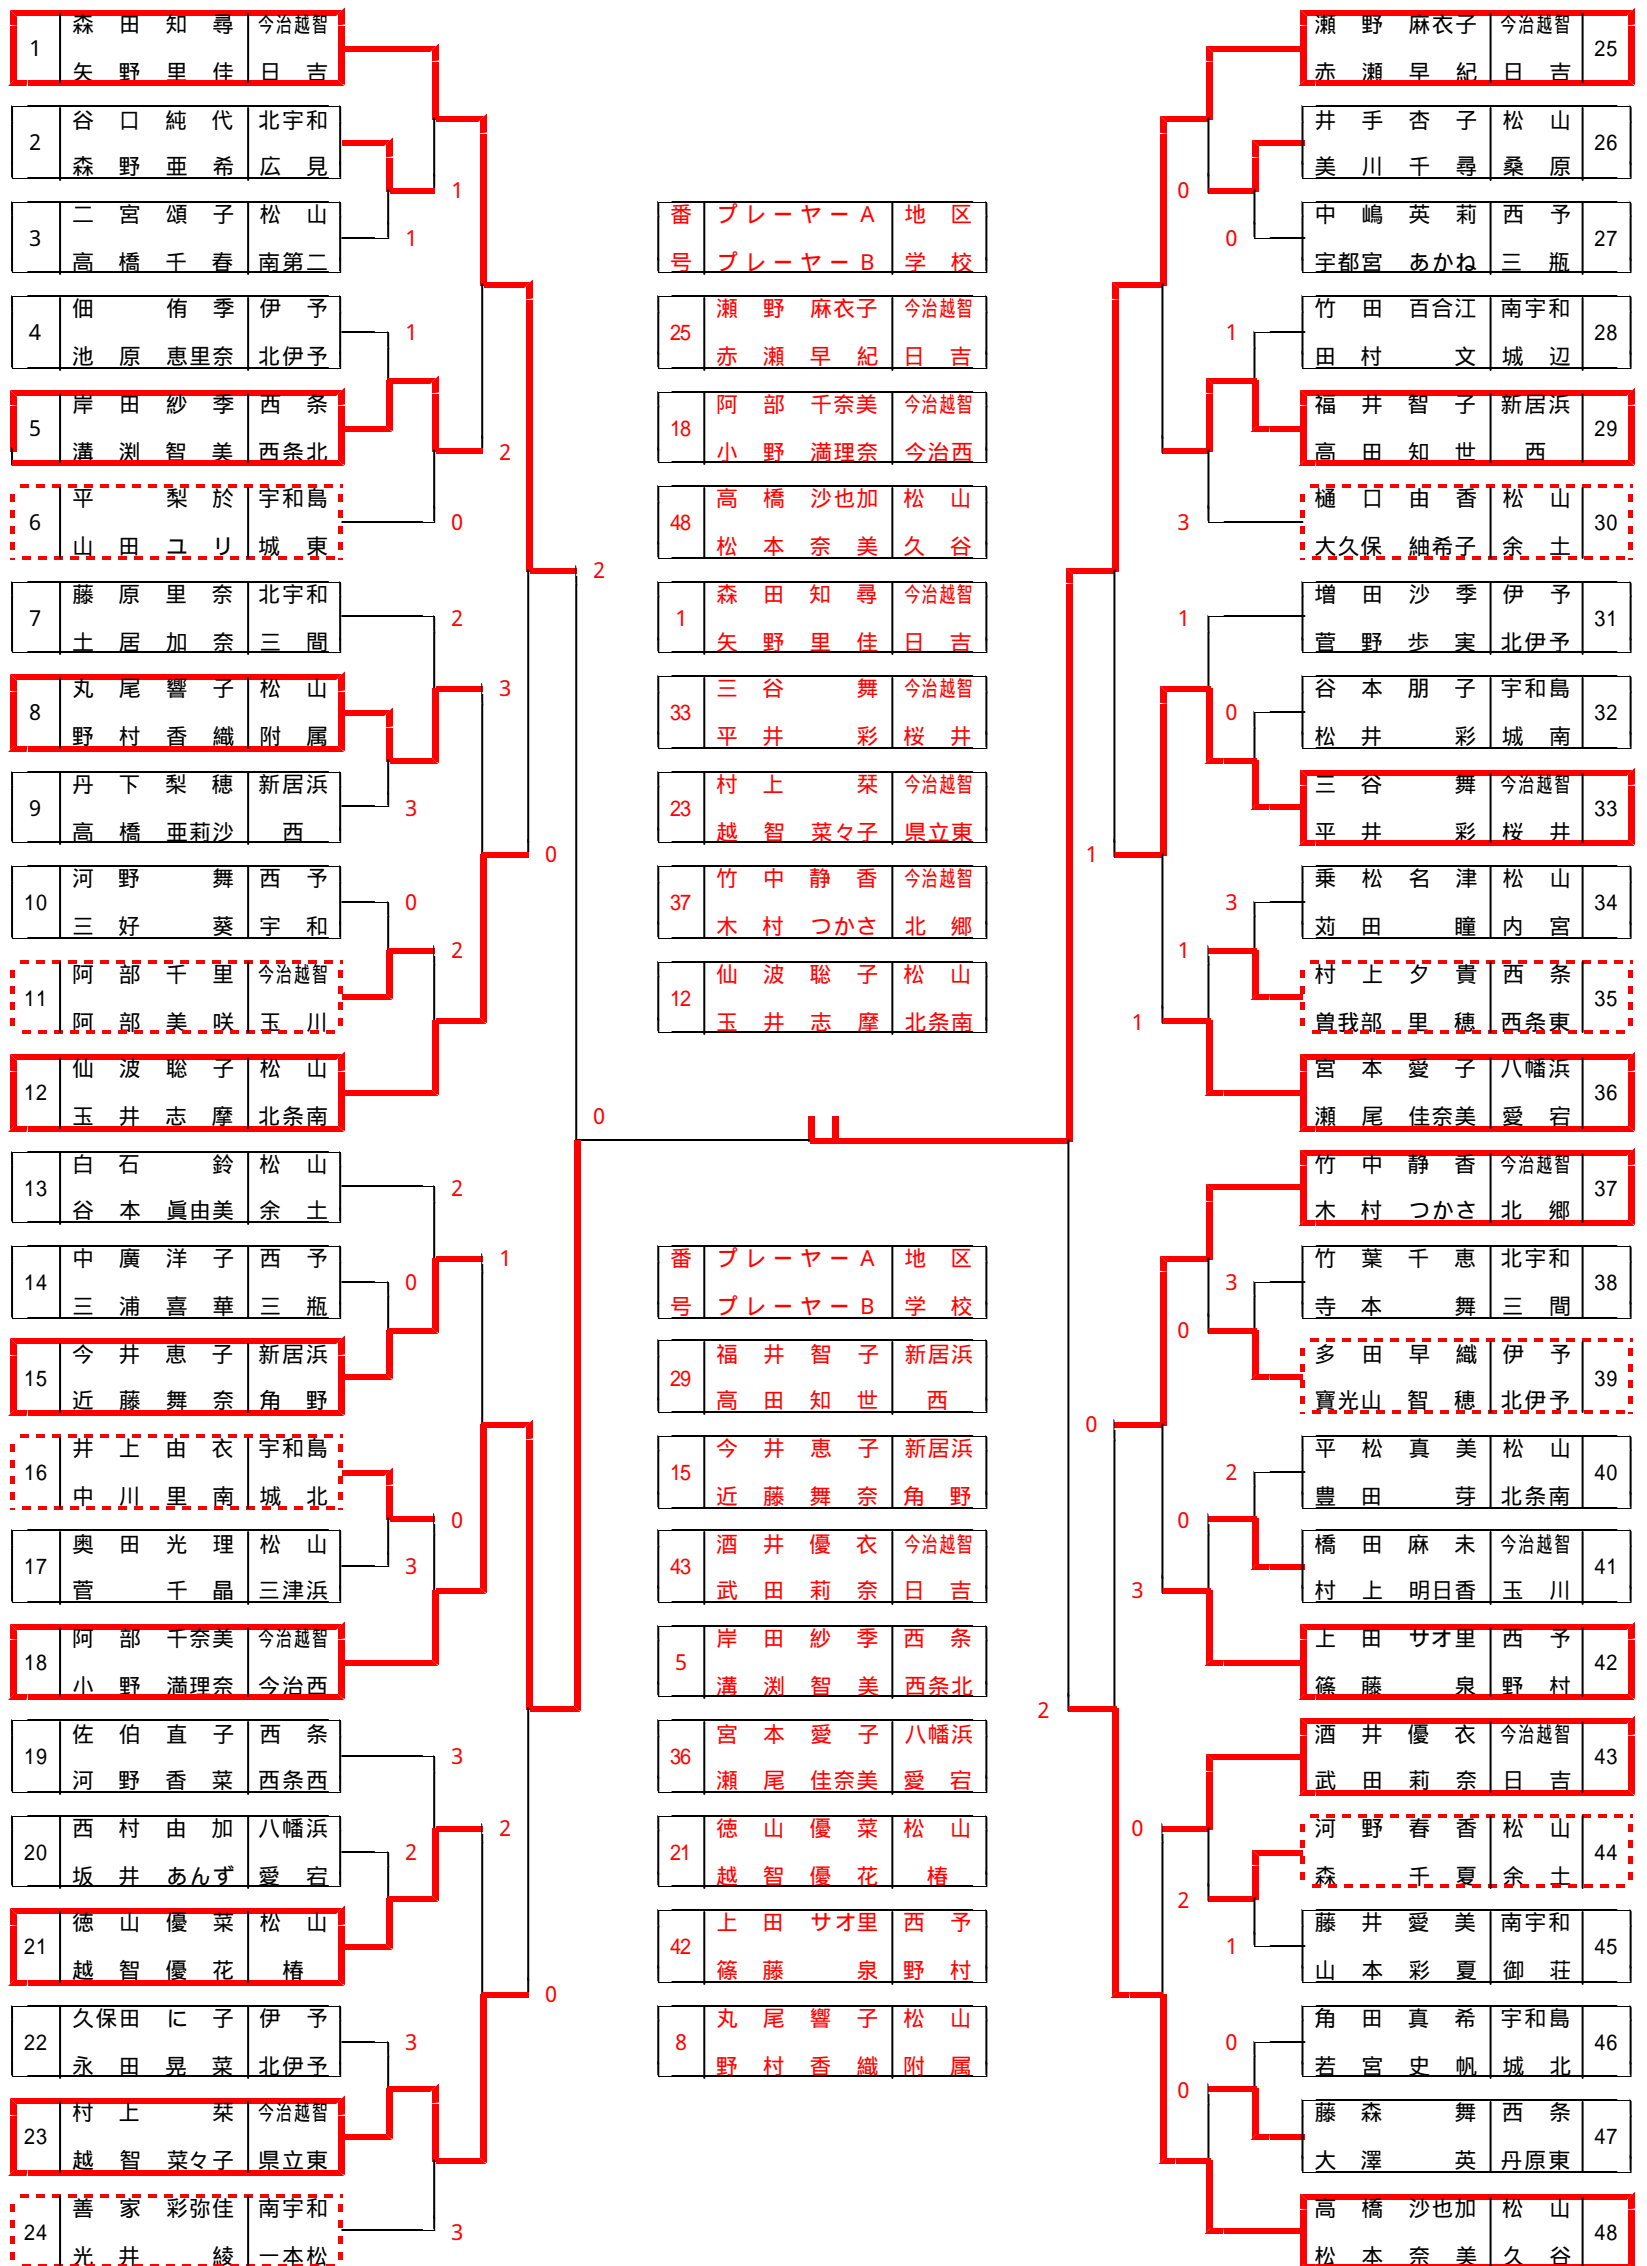 1 森田知尋 今治越智
矢野里佳 日吉
2 谷口純代 北宇和
森野亜希 広見
3 二宮頌子 松山
高橋千春 南第二
4 佃侑季 伊予
池原恵里奈 北伊予
5 岸田紗季 西条
溝渕智美 西条北
6 平梨於 宇和島
山田ユリ 城東
7 藤原里奈 北宇和
土居加奈 三間
8 丸尾響子 松山
野村香織 附属
9 丹下梨穂 新居浜
高橋亜莉沙 西
10 河野舞 西予
三好葵 宇和
11 阿部千里 今治越智
阿部美咲 玉川
12 仙波聡子 松山
玉井志摩 北条南
13 白石鈴 松山
谷本眞由美 余土
14 中廣洋子 西予
三浦喜華 三瓶
15 今井恵子 新居浜
近藤舞奈 角野
16 井上由衣 宇和島
中川里南 城北
17 奥田光理 松山
菅千晶 三津浜
18 阿部千奈美 今治越智
小野満理奈 今治西
19 佐伯直子 西条
河野香菜 西条西
20 西村由加 八幡浜
坂井あんず 愛宕
21 徳山優菜 松山
越智優花 椿
22 久保田に子 伊予
永田晃菜 北伊予
23 村上栞 今治越智
越智菜々子 県立東
24 善家彩弥佳 南宇和
光井綾 一本松
1
1
1
2
0
2
3
3
0
0
2
2
0
2
0
1
0
3
3
2
2
3
0
3
番 プレーヤーA 地区
号 プレーヤーB 学校
25 瀬野麻衣子 今治越智
赤瀬早紀 日吉
18 阿部千奈美 今治越智
小野満理奈 今治西
48 高橋沙也加 松山
松本奈美 久谷
1 森田知尋 今治越智
矢野里佳 日吉
33 三谷舞 今治越智
平井彩 桜井
23 村上栞 今治越智
越智菜々子 県立東
37 竹中静香 今治越智
木村つかさ 北郷
12 仙波聡子 松山
玉井志摩 北条南
番 プレーヤーA 地区
号 プレーヤーB 学校
29 福井智子 新居浜
高田知世 西
15 今井恵子 新居浜
近藤舞奈 角野
43 酒井優衣 今治越智
武田莉奈 日吉
5 岸田紗季 西条
溝渕智美 西条北
36 宮本愛子 八幡浜
瀬尾佳奈美 愛宕
21 徳山優菜 松山
越智優花 椿
42 上田サオ里 西予
篠藤泉 野村
8 丸尾響子 松山
野村香織 附属
0
0
1
3
1
0
1
3
1
1
3
0
0
2
0
3
2
0
2
1
0
0
瀬野麻衣子 今治越智 25
赤瀬早紀 日吉
井手杏子 松山 26
美川千尋 桑原
中嶋英莉 西予 27
宇都宮あかね 三瓶
竹田百合江 南宇和 28
田村文 城辺
福井智子 新居浜 29
高田知世 西
樋口由香 松山 30
大久保紬希子 余土
増田沙季 伊予 31
菅野歩実 北伊予
谷本朋子 宇和島 32
松井彩 城南
三谷舞 今治越智 33
平井彩 桜井
乗松名津 松山 34
苅田瞳 内宮
村上夕貴 西条 35
曽我部里穂 西条東
宮本愛子 八幡浜 36
瀬尾佳奈美 愛宕
竹中静香 今治越智 37
木村つかさ 北郷
竹葉千恵 北宇和 38
寺本舞 三間
多田早織 伊予 39
寶光山智穂 北伊予
平松真美 松山 40
豊田芽 北条南
橋田麻未 今治越智 41
村上明日香 玉川
上田サオ里 西予 42
篠藤泉 野村
酒井優衣 今治越智 43
武田莉奈 日吉
河野春香 松山 44
森千夏 余土
藤井愛美 南宇和 45
山本彩夏 御荘
角田真希 宇和島 46
若宮史帆 城北
藤森舞 西条 47
大澤英 丹原東
高橋沙也加 松山 48
松本奈美 久谷